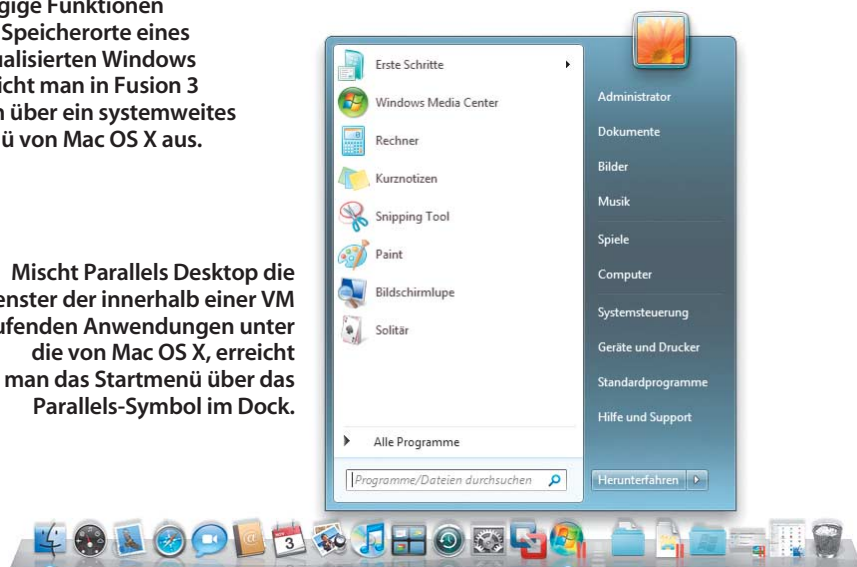 gige Funktionen
Speicherorte eines
ualisierten Windows
icht man in Fusion 3
über ein systemweites
ü von Mac OS X aus.
Mischt Parallels Desktop die
enster der innerhalb einer VM
ufenden Anwendungen unter
die von Mac OS X, erreicht
man das Startmenü über das
Parallels-Symbol im Dock.
Erste Schritte
Windows Media Center
Rechner
Kurznotizen
Snipping Tool
Paint
Bildschirmlupe
Solitär
Alle Programme
Programme/Dateien durchsuchen
Administrator
Dokumente
Bilder
Musik
Spiele
Computer
Systemsteuerung
Geräte und Drucker
Standardprogramme
Hilfe und Support
Herunterfahren
3